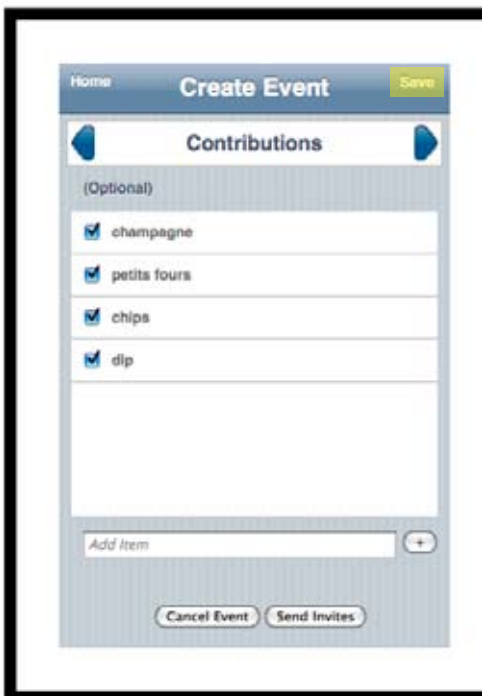 Home Create Event Save
Contributions
(Optional)
champagne
petits fours
chips
dip
Add Item +
Cancel Event Send Invites